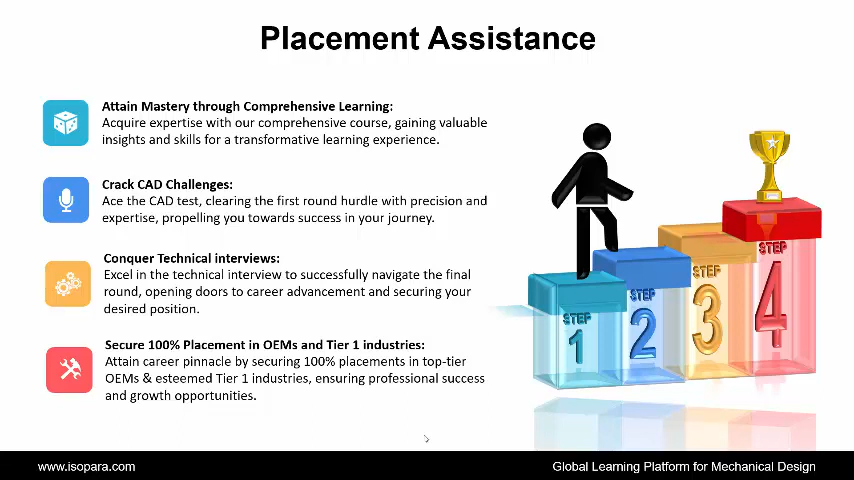 Placement Assistance
Attain Mastery through Comprehensive Learning:
Acquire expertise with our comprehensive course, gaining valuable
insights and skills for a transformative learning experience.
Crack CAD Challenges:
Ace the CAD test, clearing the first round hurdle with precision and
expertise, propelling you towards success in your journey.
Conquer Technical interviews:
Excel in the technical interview to successfully navigate the final
round, opening doors to career advancement and securing your
desired position.
Secure 100% Placement in OEMs and Tier 1 industries:
Attain career pinnacle by securing 100% placements in top-tier
OEMs & esteemed Tier 1 industries, ensuring professional success
and growth opportunities.
STEP
1
STEP
2
STEP
3
STEP
4
www.isopara.com
Global Learning Platform for Mechanical Design